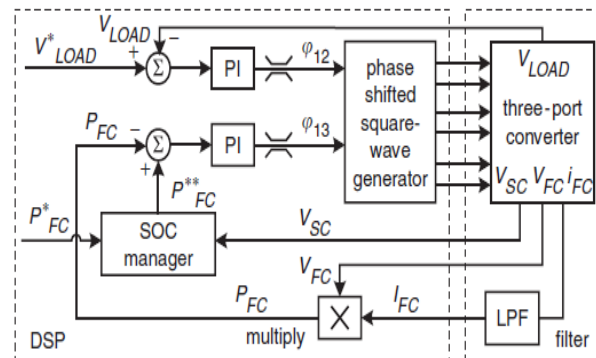 V_LOAD
V*_LOAD
+
−
Σ
PI
φ12
phase
shifted
square-
wave
generator
V_LOAD
three-port
converter
V_SC V_FC i_FC
P_FC
−
Σ
+
PI
φ13
P**_FC
P*_FC
SOC
manager
V_SC
V_FC
P_FC
X
I_FC
LPF
DSP
multiply
filter